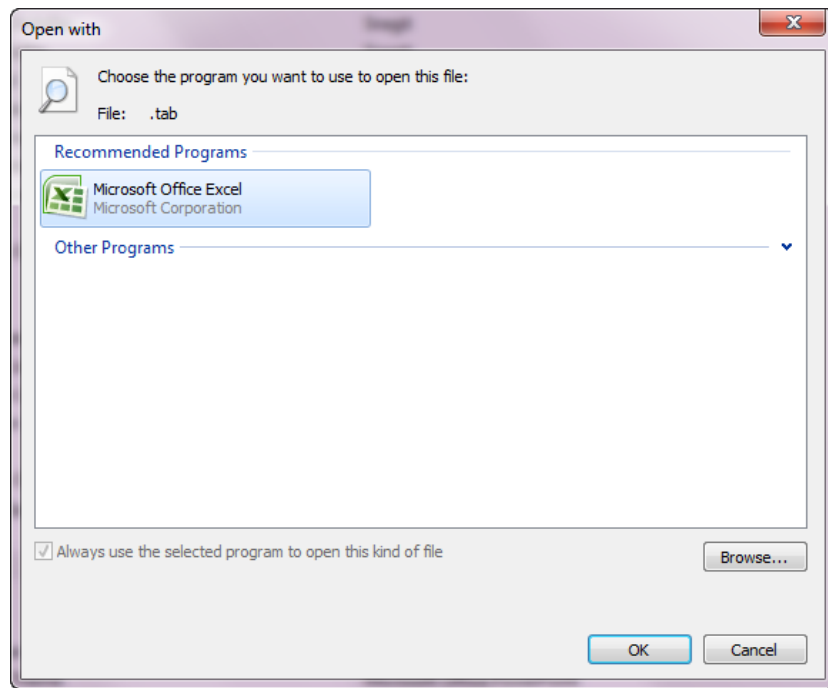 Open with
Choose the program you want to use to open this file:
File: .tab
Recommended Programs
Microsoft Office Excel
Microsoft Corporation
Other Programs
Always use the selected program to open this kind of file
Browse...
OK
Cancel